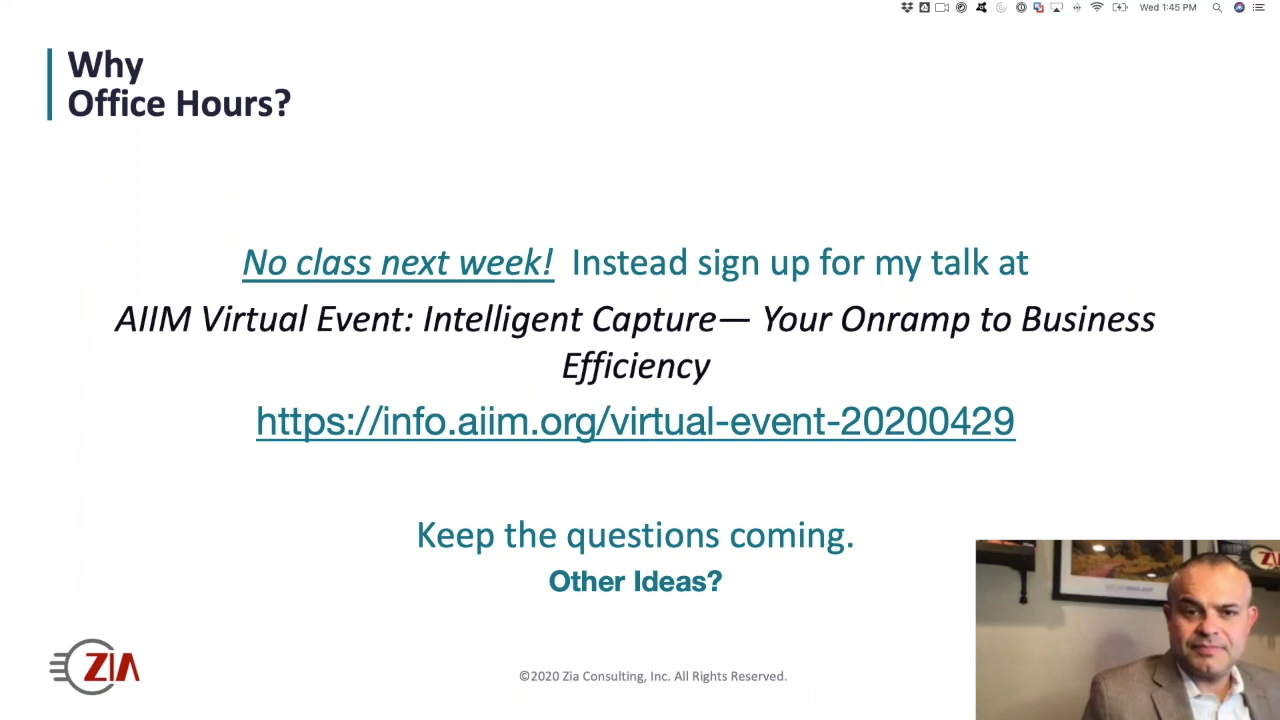 Wed 1:45 PM
Why
Office Hours?
No class next week! Instead sign up for my talk at
AIIM Virtual Event: Intelligent Capture— Your Onramp to Business
Efficiency
https://info.aiim.org/virtual-event-20200429
Keep the questions coming.
Other Ideas?
ZIA
©2020 Zia Consulting, Inc. All Rights Reserved.